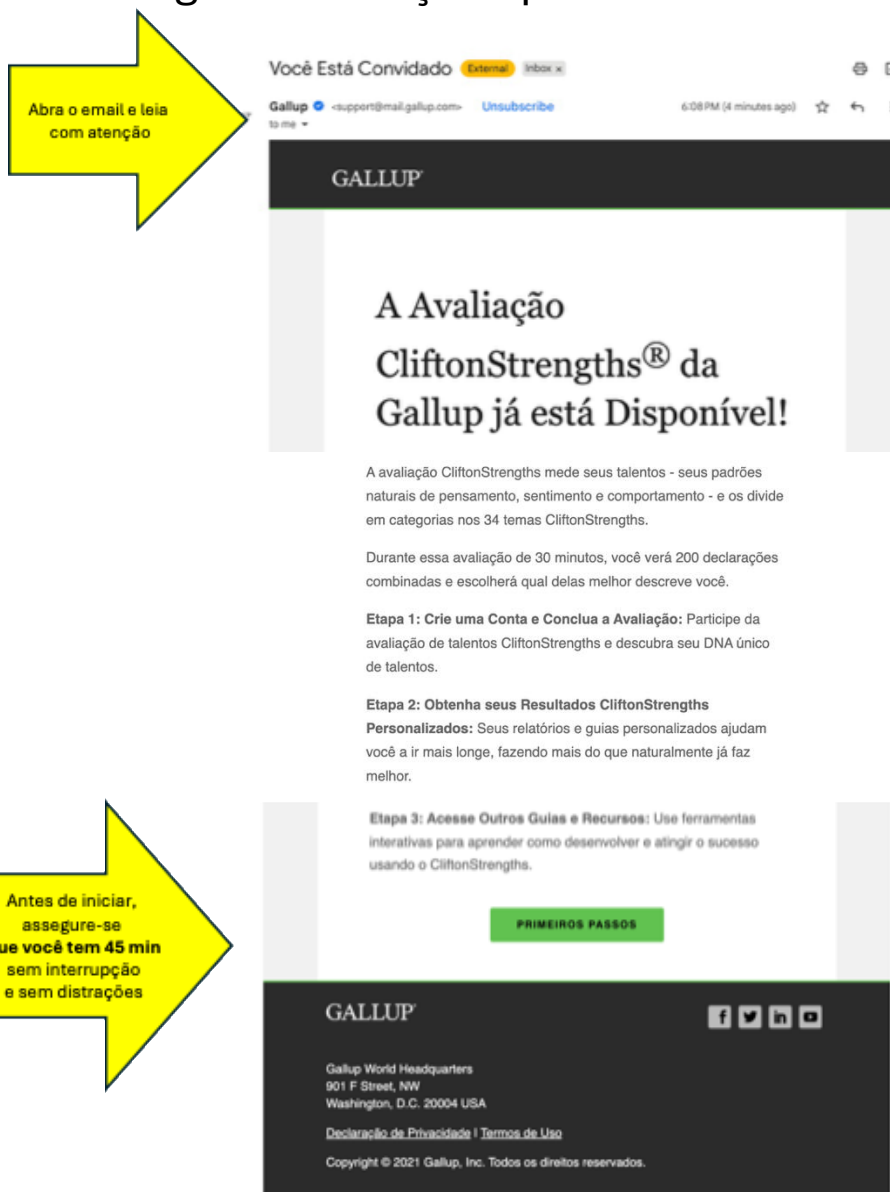 Abra o email e leia
com atenção
Você Está Convidado External Inbox x
Gallup <support@mail.gallup.com> Unsubscribe 6:08 PM (4 minutes ago)
to me
GALLUP
A Avaliação
CliftonStrengths® da
Gallup já está Disponível!
A avaliação CliftonStrengths mede seus talentos - seus padrões
naturais de pensamento, sentimento e comportamento - e os divide
em categorias nos 34 temas CliftonStrengths.
Durante essa avaliação de 30 minutos, você verá 200 declarações
combinadas e escolherá qual delas melhor descreve você.
Etapa 1: Crie uma Conta e Conclua a Avaliação: Participe da
avaliação de talentos CliftonStrengths e descubra seu DNA único
de talentos.
Etapa 2: Obtenha seus Resultados CliftonStrengths
Personalizados: Seus relatórios e guias personalizados ajudam
você a ir mais longe, fazendo mais do que naturalmente já faz
melhor.
Etapa 3: Acesse Outros Guias e Recursos: Use ferramentas
interativas para aprender como desenvolver e atingir o sucesso
usando o CliftonStrengths.
PRIMEIROS PASSOS
Antes de iniciar,
assegure-se
ue você tem 45 min
sem interrupção
e sem distrações
GALLUP
Gallup World Headquarters
901 F Street, NW
Washington, D.C. 20004 USA
Declaração de Privacidade | Termos de Uso
Copyright © 2021 Gallup, Inc. Todos os direitos reservados.